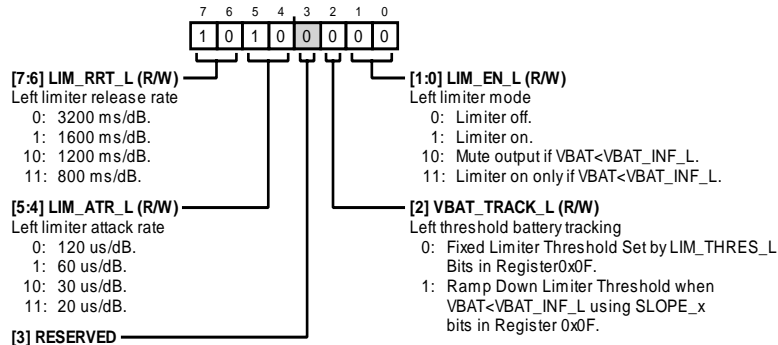 7 6 5 4 3 2 1 0
1 0 1 0 0 0 0 0
[7:6] LIM_RRT_L (R/W)
Left limiter release rate
0: 3200 ms/dB.
1: 1600 ms/dB.
10: 1200 ms/dB.
11: 800 ms/dB.
[5:4] LIM_ATR_L (R/W)
Left limiter attack rate
0: 120 us/dB.
1: 60 us/dB.
10: 30 us/dB.
11: 20 us/dB.
[3] RESERVED
[1:0] LIM_EN_L (R/W)
Left limiter mode
0: Limiter off.
1: Limiter on.
10: Mute output if VBAT<VBAT_INF_L.
11: Limiter on only if VBAT<VBAT_INF_L.
[2] VBAT_TRACK_L (R/W)
Left threshold battery tracking
0: Fixed Limiter Threshold Set by LIM_THRES_L
Bits in Register0x0F.
1: Ramp Down Limiter Threshold when
VBAT<VBAT_INF_L using SLOPE_x
bits in Register 0x0F.